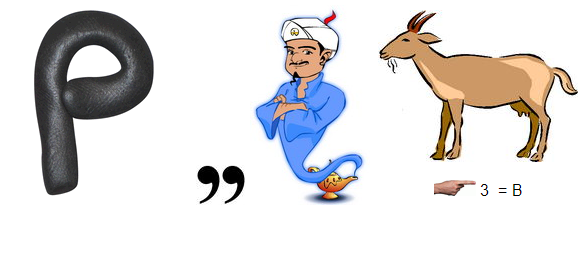 ρ
,,
3 = B